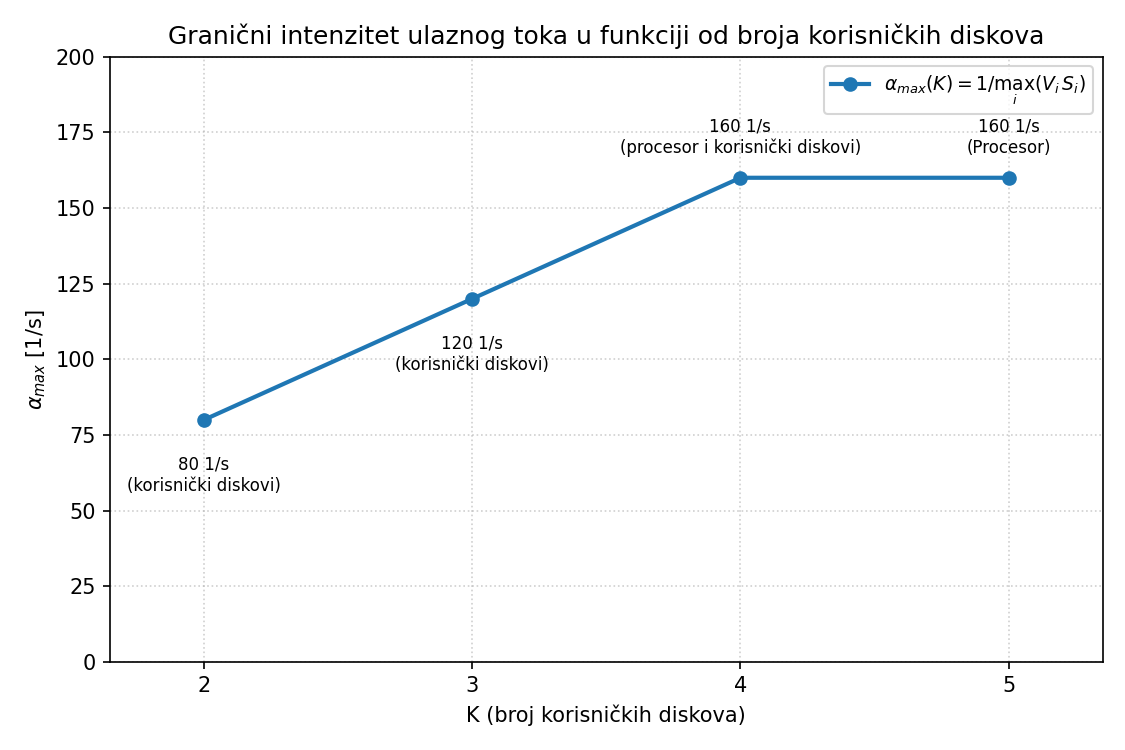 Granični intenzitet ulaznog toka u funkciji od broja korisničkih diskova
200
175
150
125
100
75
50
25
0
α_max [1/s]
α_max(K) = 1/max_i(V_i S_i)
160 1/s
(procesor i korisnički diskovi)
160 1/s
(Procesor)
120 1/s
(korisnički diskovi)
80 1/s
(korisnički diskovi)
2
3
4
5
K (broj korisničkih diskova)